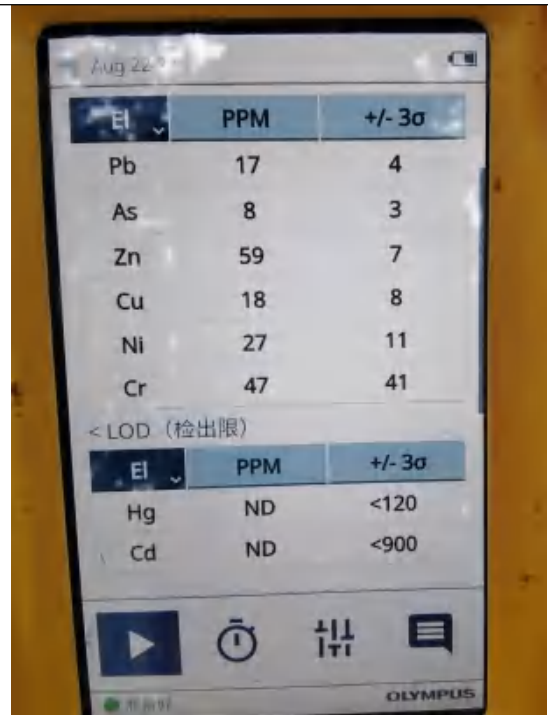 Aug 22
El PPM +/- 3σ
Pb 17 4
As 8 3
Zn 59 7
Cu 18 8
Ni 27 11
Cr 47 41
< LOD（检出限）
El PPM +/- 3σ
Hg ND <120
Cd ND <900
OLYMPUS